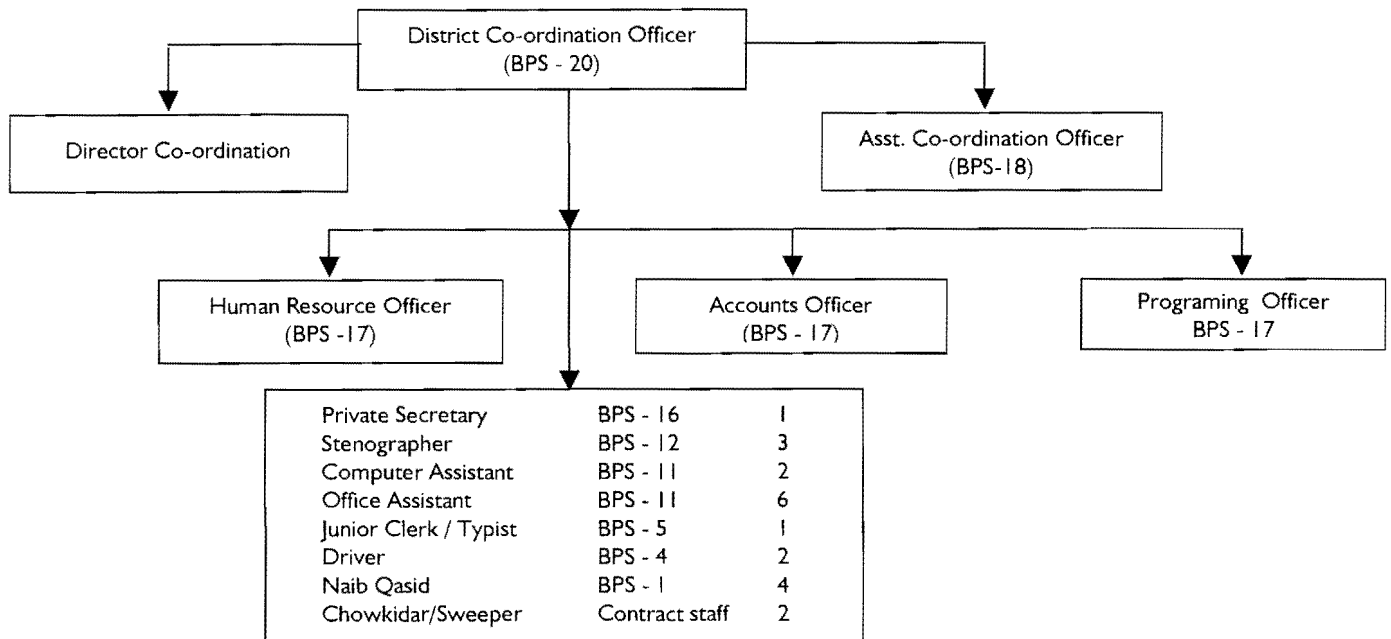 District Co-ordination Officer
(BPS - 20)
Director Co-ordination
Asst. Co-ordination Officer
(BPS-18)
Human Resource Officer
(BPS -17)
Accounts Officer
(BPS - 17)
Programing Officer
BPS - 17
Private Secretary BPS - 16 1
Stenographer BPS - 12 3
Computer Assistant BPS - 11 2
Office Assistant BPS - 11 6
Junior Clerk / Typist BPS - 5 1
Driver BPS - 4 2
Naib Qasid BPS - 1 4
Chowkidar/Sweeper Contract staff 2